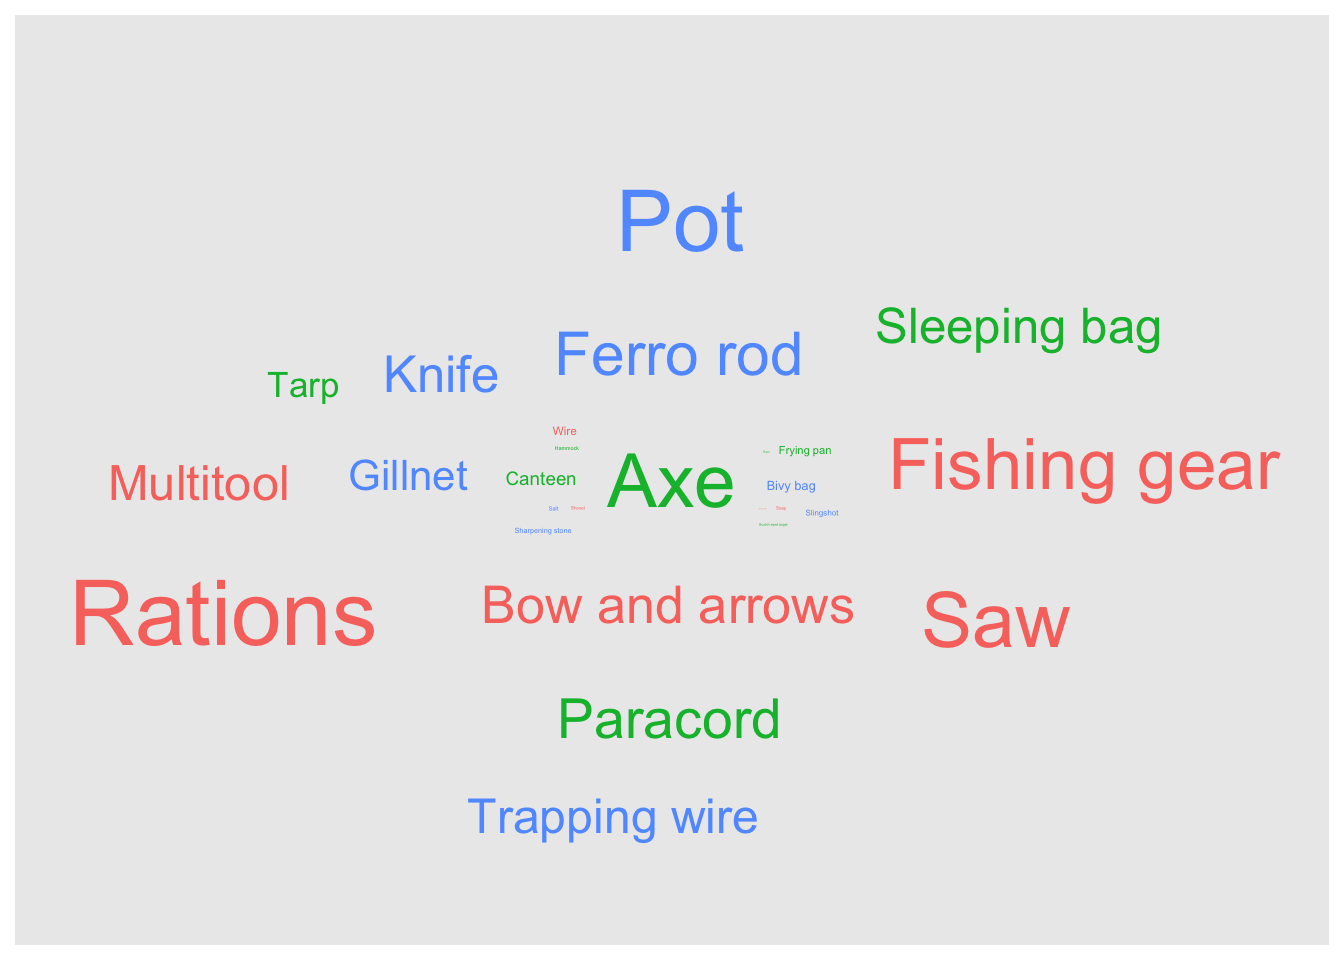 Pot
Sleeping bag
Ferro rod
Knife
Tarp
Wire
Hammock
Frying pan
Fishing gear
Axe
Canteen
Gillnet
Multitool
Bivy bag
Salt
Shovel
Soap
Slingshot
Sharpening stone
Rations
Bow and arrows
Saw
Paracord
Trapping wire